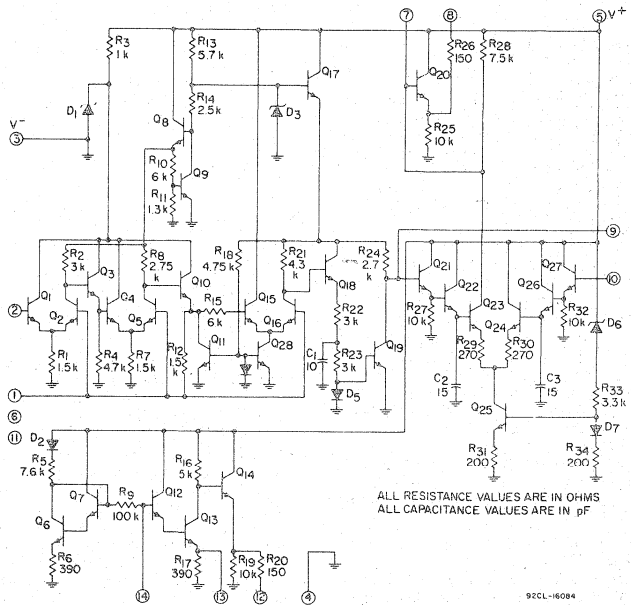 7
8
5 V+
R3
1k
R13
5.7k
R26
150
R28
7.5k
Q17
Q20
R14
2.5k
D1
D3
V-
3
Q8
R25
10k
R10
6k
Q9
R11
1.3k
9
R2
3k
Q3
R8
2.75
k
Q10
R18
4.75k
R21
4.3
k
R24
2.7
k
Q21
Q27
10
Q1
Q4
Q15
Q18
Q22
Q26
2
Q2
Q5
R15
6k
Q16
R22
3k
R27
10k
Q23
Q24
R32
10k
D6
R1
1.5k
R4
4.7k
R7
1.5k
R12
1.5
k
Q11
Q28
C1
10
R23
3k
Q19
R29
270
R30
270
D5
C2
15
C3
15
R33
3.3k
1
6
11
Q25
D7
D2
R5
7.6k
R16
5k
Q14
R31
200
R34
200
Q7
R9
100k
Q12
Q13
Q6
R6
390
R17
390
R19
10k
R20
150
ALL RESISTANCE VALUES ARE IN OHMS
ALL CAPACITANCE VALUES ARE IN pF
14
13
12
4
92CL-16084